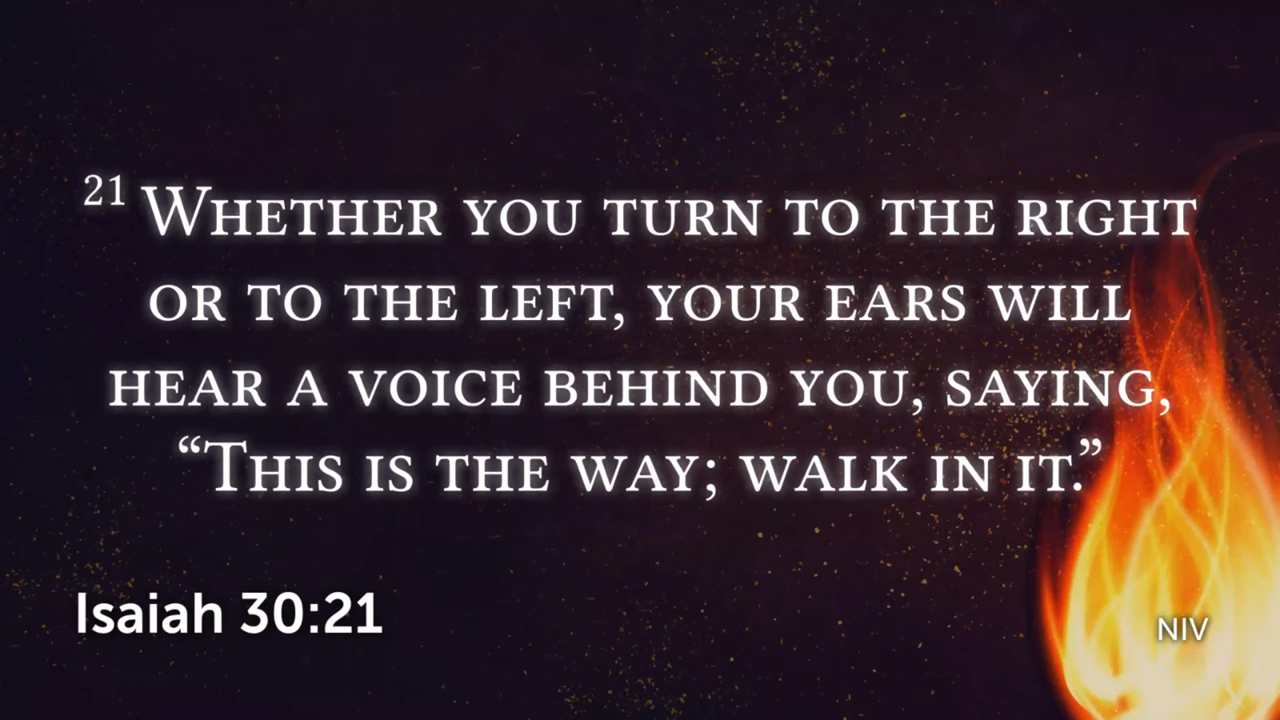 21 Whether you turn to the right
or to the left, your ears will
hear a voice behind you, saying,
“This is the way; walk in it.”
Isaiah 30:21
NIV